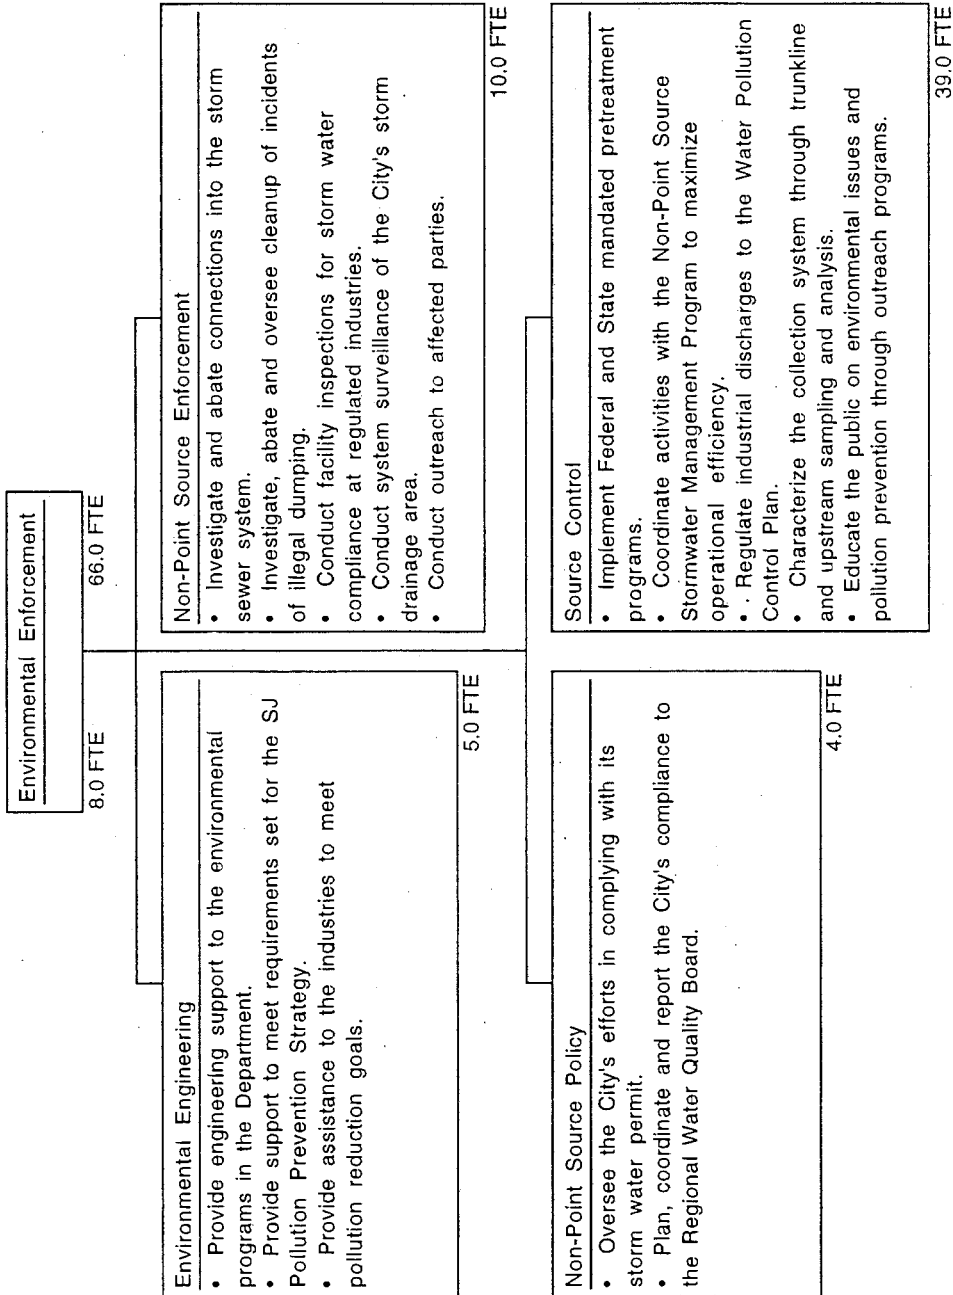 Environmental Enforcement
8.0 FTE
66.0 FTE
Environmental Engineering
• Provide engineering support to the environmental
programs in the Department.
• Provide support to meet requirements set for the SJ
Pollution Prevention Strategy.
• Provide assistance to the industries to meet
pollution reduction goals.
5.0 FTE
Non-Point Source Enforcement
• Investigate and abate connections into the storm
sewer system.
• Investigate, abate and oversee cleanup of incidents
of illegal dumping.
• Conduct facility inspections for storm water
compliance at regulated industries.
• Conduct system surveillance of the City's storm
drainage area.
• Conduct outreach to affected parties.
10.0 FTE
Non-Point Source Policy
• Oversee the City's efforts in complying with its
storm water permit.
• Plan, coordinate and report the City's compliance to
the Regional Water Quality Board.
4.0 FTE
Source Control
• Implement Federal and State mandated pretreatment
programs.
• Coordinate activities with the Non-Point Source
Stormwater Management Program to maximize
operational efficiency.
• . Regulate industrial discharges to the Water Pollution
Control Plan.
• Characterize the collection system through trunkline
and upstream sampling and analysis.
• Educate the public on environmental issues and
pollution prevention through outreach programs.
39.0 FTE